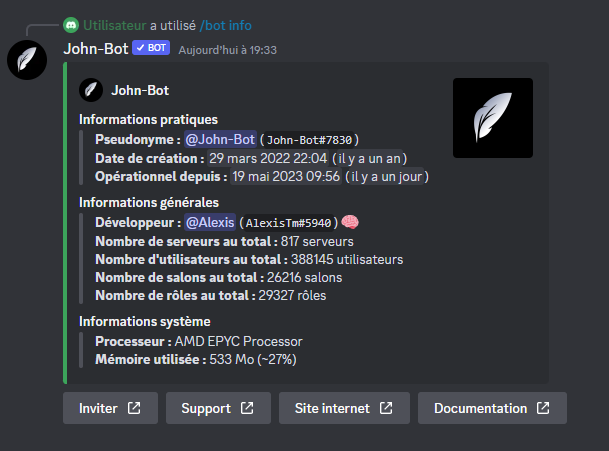 Utilisateur a utilisé /bot info
John-Bot BOT Aujourd'hui à 19:33
John-Bot
Informations pratiques
Pseudonyme : @John-Bot (John-Bot#7830)
Date de création : 29 mars 2022 22:04 (il y a un an)
Opérationnel depuis : 19 mai 2023 09:56 (il y a un jour)
Informations générales
Développeur : @Alexis (AlexisTm#5940)
Nombre de serveurs au total : 817 serveurs
Nombre d'utilisateurs au total : 388145 utilisateurs
Nombre de salons au total : 26216 salons
Nombre de rôles au total : 29327 rôles
Informations système
Processeur : AMD EPYC Processor
Mémoire utilisée : 533 Mo (~27%)
Inviter Support Site internet Documentation